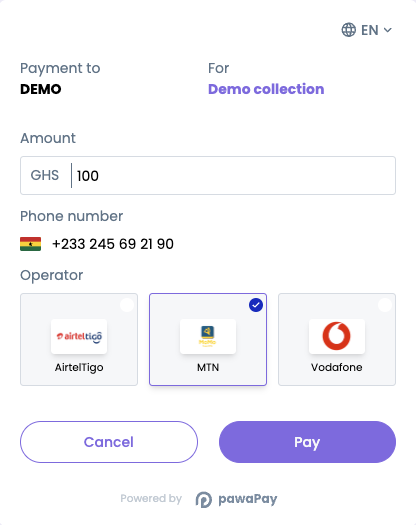 EN
Payment to
For
DEMO
Demo collection
Amount
GHS 100
Phone number
+233 245 69 21 90
Operator
airteltigo
MoMo
AirtelTigo
MTN
Vodafone
Cancel
Pay
Powered by pawaPay